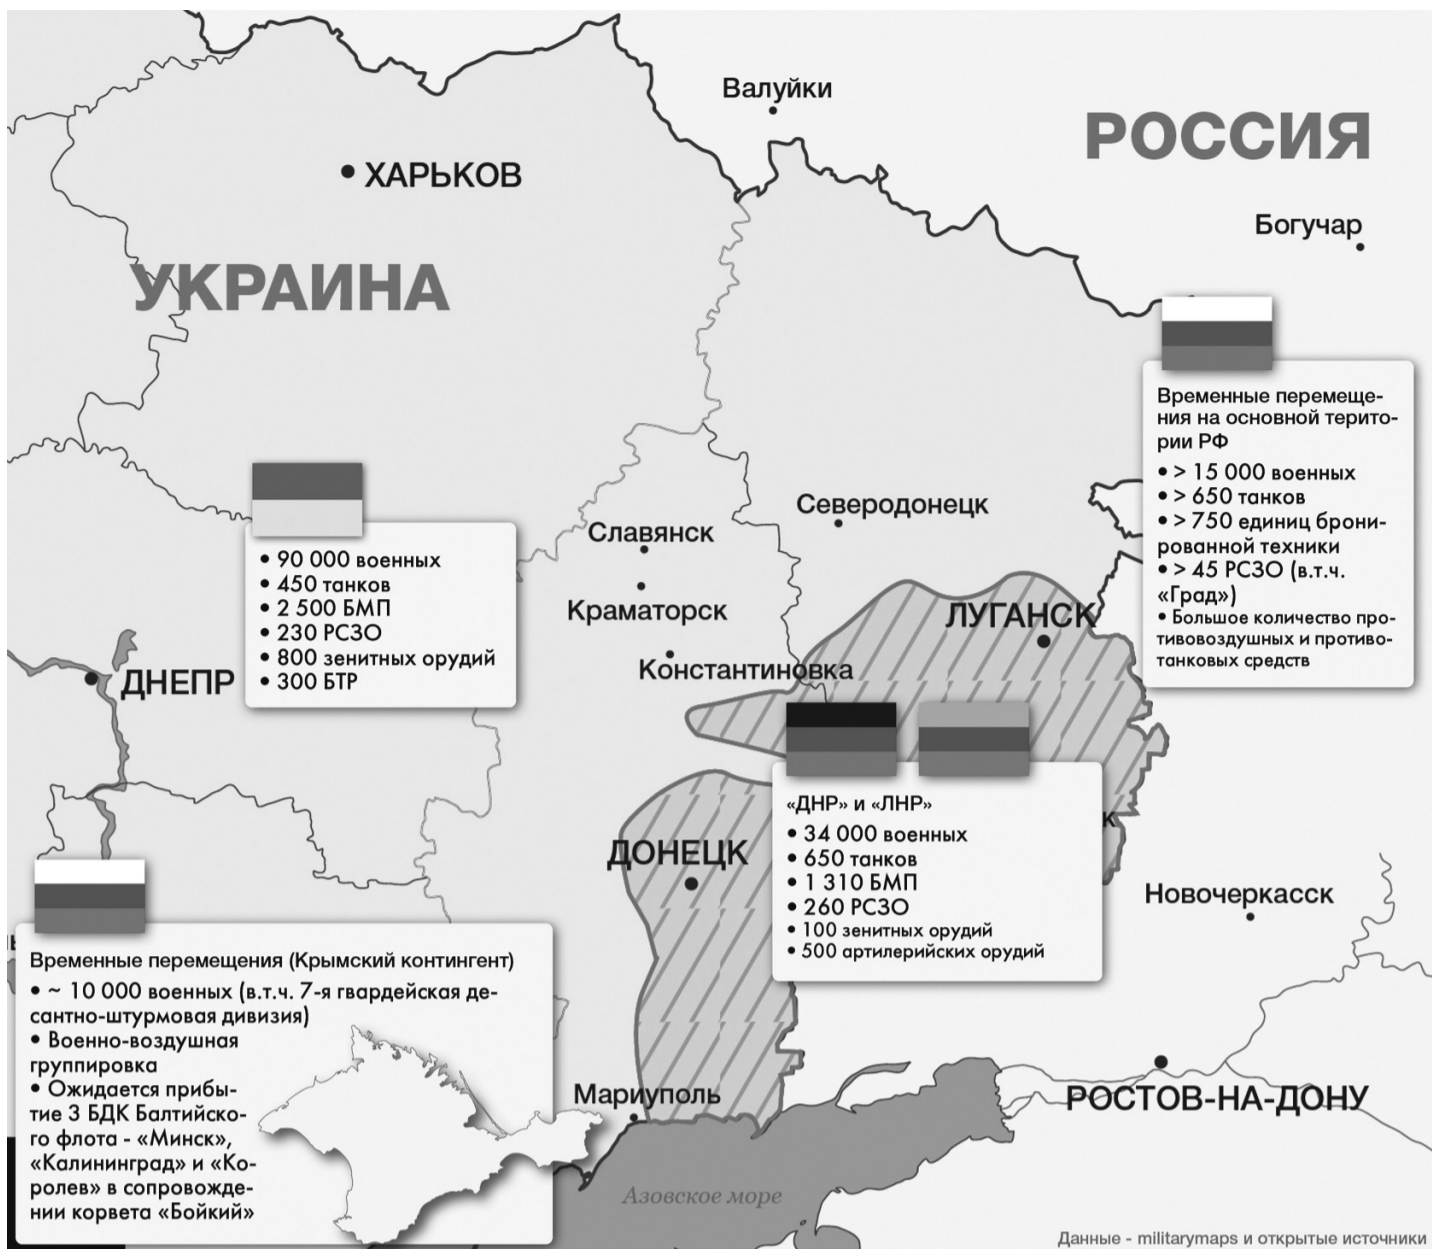 Валуйки
РОССИЯ
ХАРЬКОВ
Богучар
УКРАИНА
Временные перемеще-
ния на основной терито-
рии РФ
• > 15 000 военных
• > 650 танков
• > 750 единиц брони-
рованной техники
• > 45 РСЗО (в.т.ч.
«Град»)
• Большое количество про-
тивовоздушных и противо-
танковых средств
Северодонецк
Славянск
• 90 000 военных
• 450 танков
• 2 500 БМП
• 230 РСЗО
• 800 зенитных орудий
• 300 БТР
Краматорск
ЛУГАНСК
Константиновка
ДНЕПР
«ДНР» и «ЛНР»
• 34 000 военных
• 650 танков
• 1 310 БМП
• 260 РСЗО
• 100 зенитных орудий
• 500 артилерийских орудий
ДОНЕЦК
Новочеркасск
Временные перемещения (Крымский контингент)
• ~ 10 000 военных (в.т.ч. 7-я гвардейская де-
сантно-штурмовая дивизия)
• Военно-воздушная
группировка
• Ожидается прибы-
тие 3 БДК Балтийско-
го флота - «Минск»,
«Калининград» и «Ко-
ролев» в сопровожде-
нии корвета «Бойкий»
Мариуполь
РОСТОВ-НА-ДОНУ
Азовское море
Данные - militarymaps и открытые источники